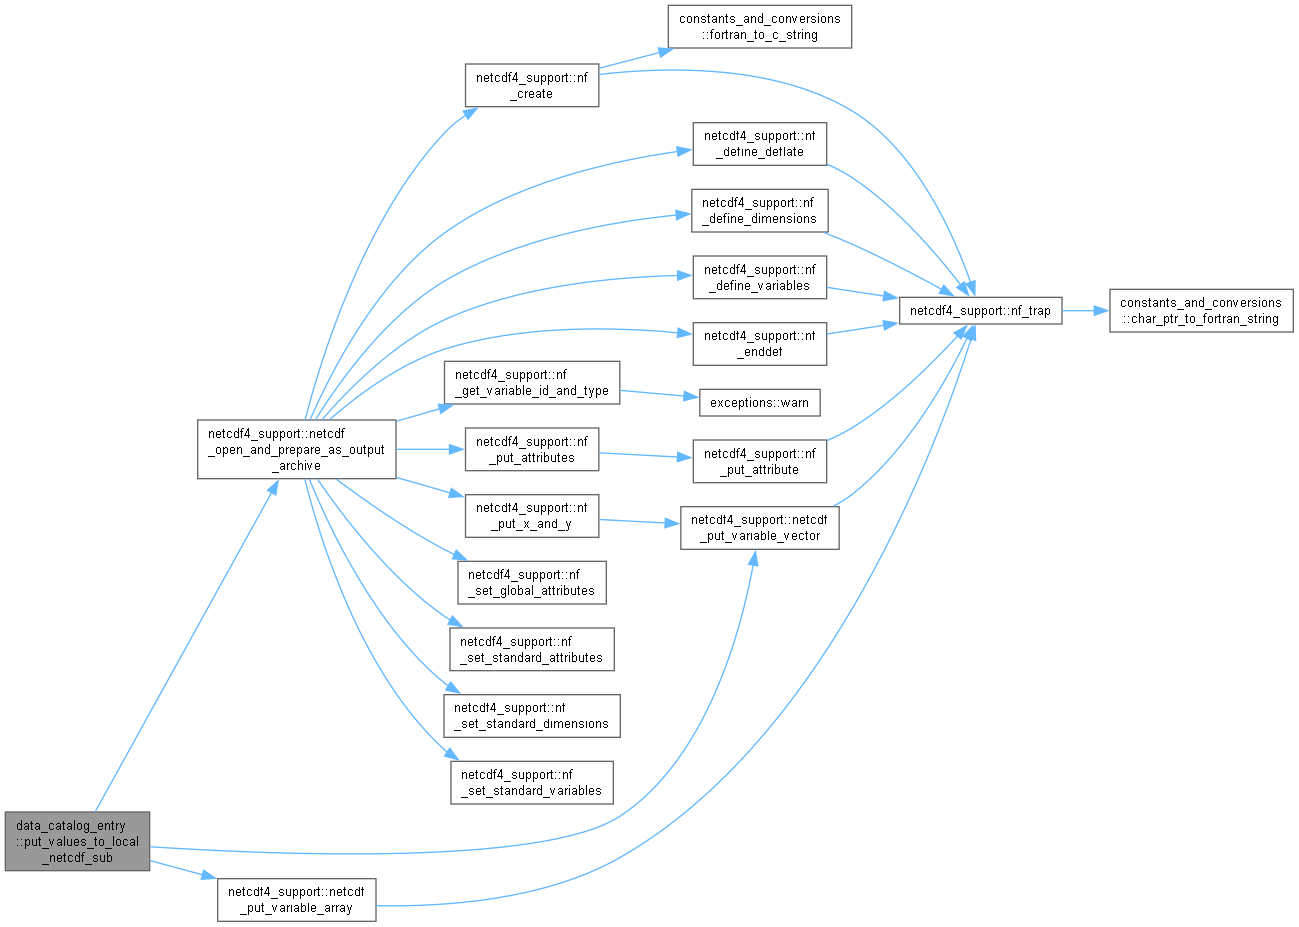 constants_and_conversions
::fortran_to_c_string
netcdf4_support::nf
_create
netcdf4_support::nf
_define_deflate
netcdf4_support::nf
_define_dimensions
netcdf4_support::nf
_define_variables
netcdf4_support::nf_trap
constants_and_conversions
::char_ptr_to_fortran_string
netcdf4_support::nf
_enddef
netcdf4_support::nf
_get_variable_id_and_type
exceptions::warn
netcdf4_support::netcdf
_open_and_prepare_as_output
_archive
netcdf4_support::nf
_put_attributes
netcdf4_support::nf
_put_attribute
netcdf4_support::nf
_put_x_and_y
netcdf4_support::netcdf
_put_variable_vector
netcdf4_support::nf
_set_global_attributes
netcdf4_support::nf
_set_standard_attributes
netcdf4_support::nf
_set_standard_dimensions
netcdf4_support::nf
_set_standard_variables
data_catalog_entry
::put_values_to_local
_netcdf_sub
netcdf4_support::netcdf
_put_variable_array